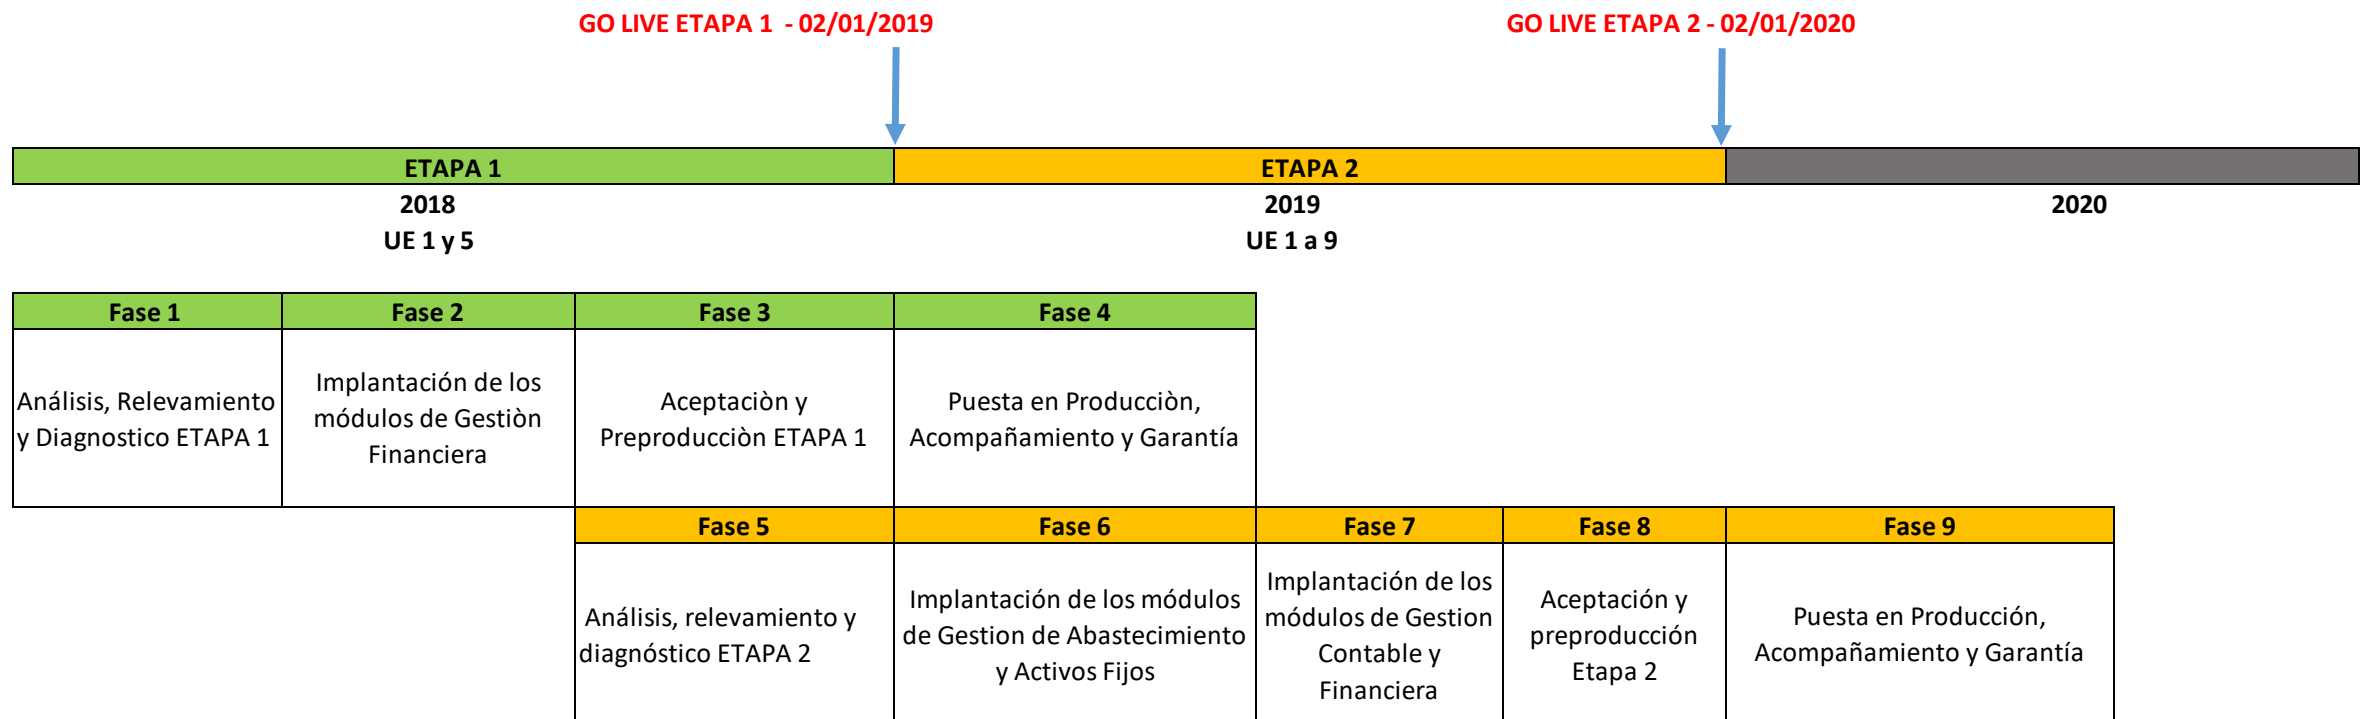 GO LIVE ETAPA 1 - 02/01/2019
GO LIVE ETAPA 2 - 02/01/2020
ETAPA 1
ETAPA 2
2018
2019
2020
UE 1 y 5
UE 1 a 9
Fase 1
Fase 2
Fase 3
Fase 4
Análisis, Relevamiento
y Diagnostico ETAPA 1
Implantación de los
módulos de Gestiòn
Financiera
Aceptaciòn y
Preproducciòn ETAPA 1
Puesta en Producciòn,
Acompañamiento y Garantía
Fase 5
Fase 6
Fase 7
Fase 8
Fase 9
Análisis, relevamiento y
diagnóstico ETAPA 2
Implantación de los módulos
de Gestion de Abastecimiento
y Activos Fijos
Implantación de los
módulos de Gestion
Contable y
Financiera
Aceptación y
preproducción
Etapa 2
Puesta en Producción,
Acompañamiento y Garantía